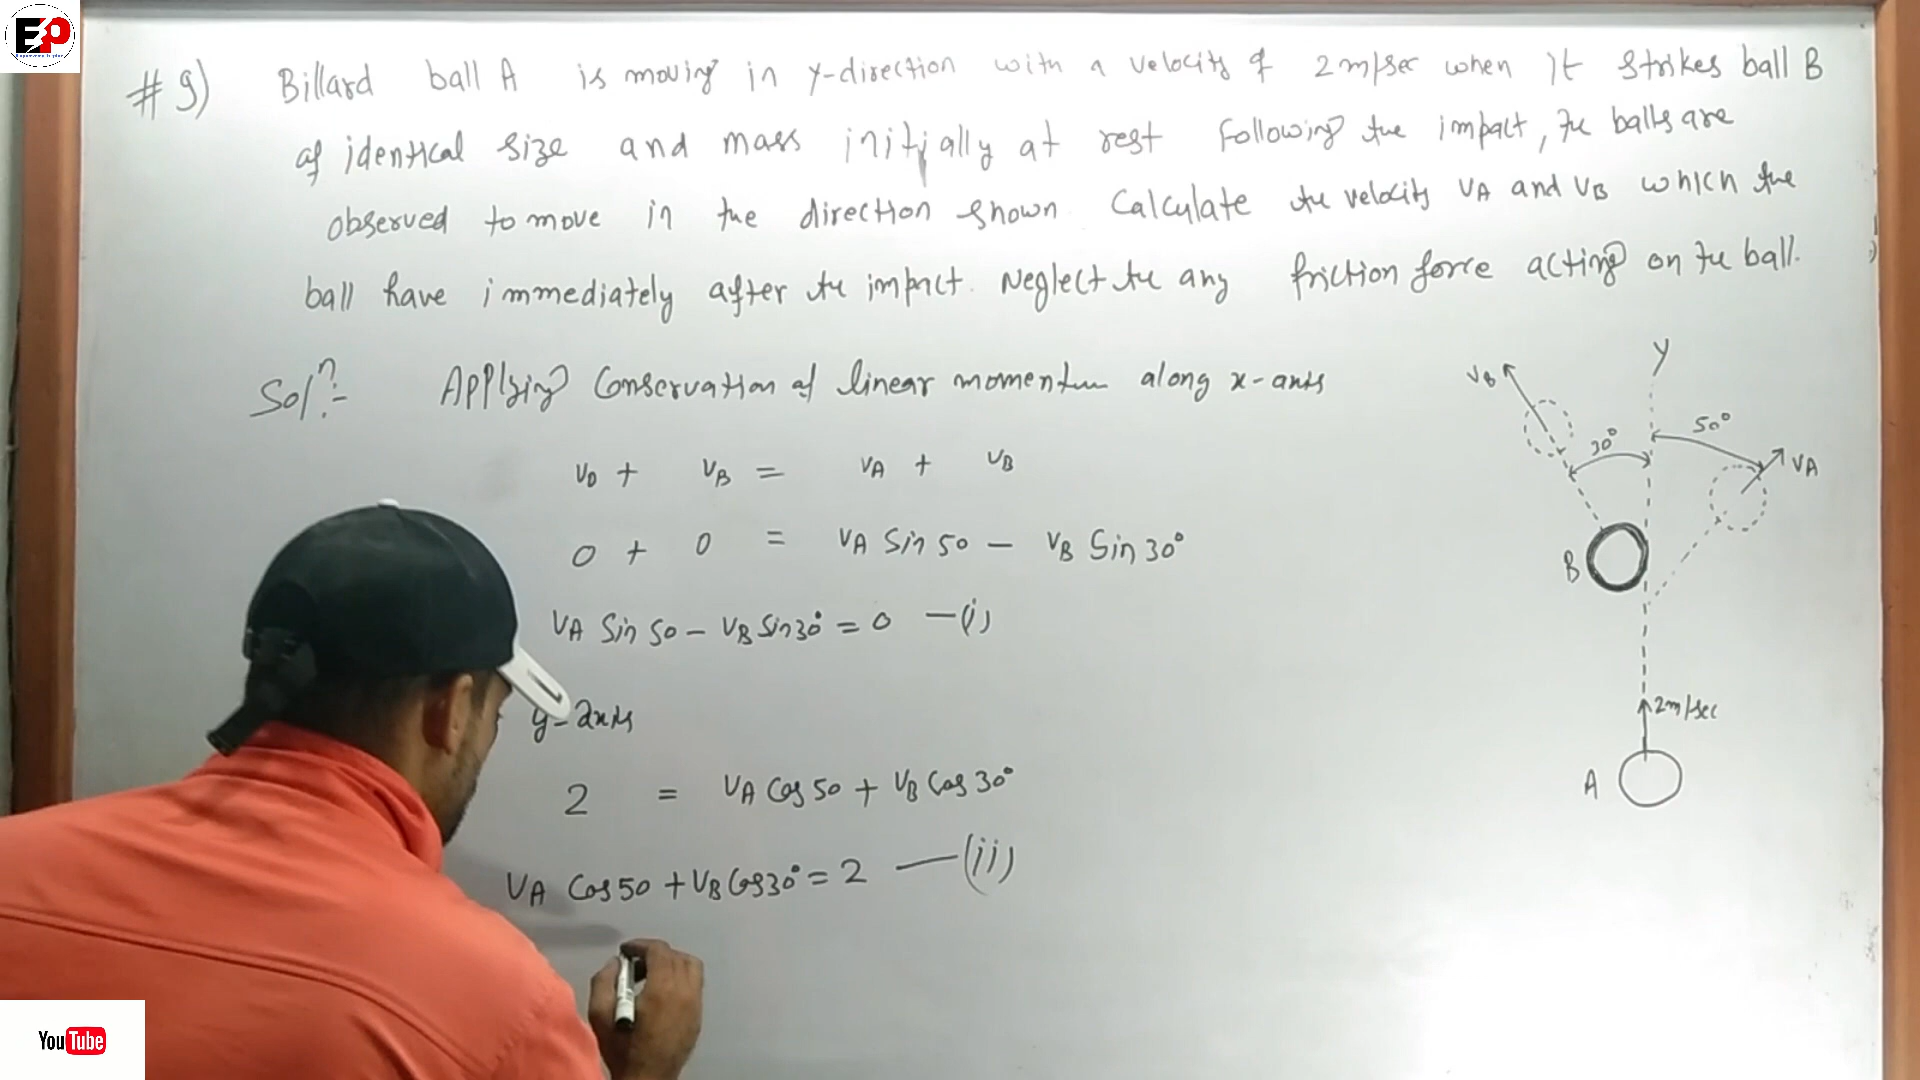 EP
# 9) Billard ball A is moving in y-direction with a velocity of 2m/sec when it strikes ball B
of identical size and mass initially at rest following the impact, the balls are
observed to move in the direction shown. Calculate the velocity VA and VB which the
ball have immediately after the impact. Neglect the any friction force acting on the ball.
Solⁿ:- Applying Conservation of linear momentum along x-axis
v0 + vB = vA + vB
0 + 0 = vA Sin 50 - vB Sin 30°
vA Sin 50 - vB Sin 30° = 0 —(i)
y-axis
2 = vA Cos 50 + vB Cos 30°
vA Cos 50 + vB Cos 30° = 2 —(ii)
VB
Y
30°
50°
VA
B
2m/sec
A
YouTube